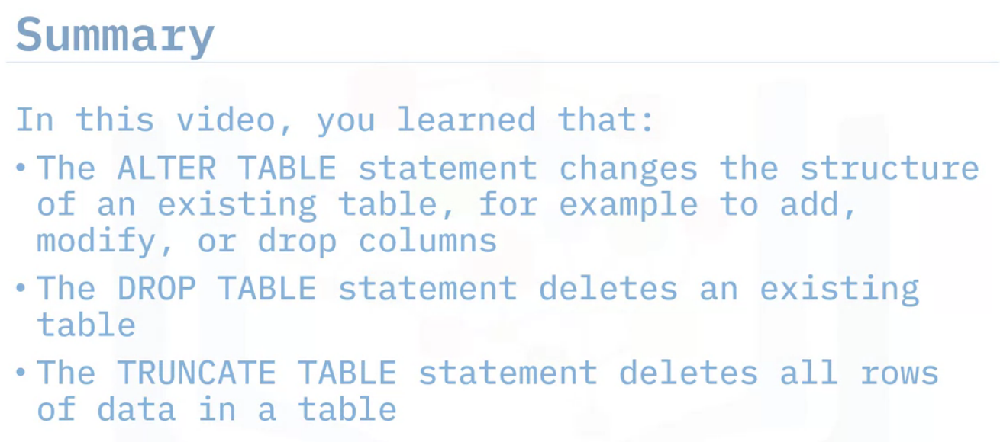 Summary
In this video, you learned that:
• The ALTER TABLE statement changes the structure
of an existing table, for example to add,
modify, or drop columns
• The DROP TABLE statement deletes an existing
table
• The TRUNCATE TABLE statement deletes all rows
of data in a table